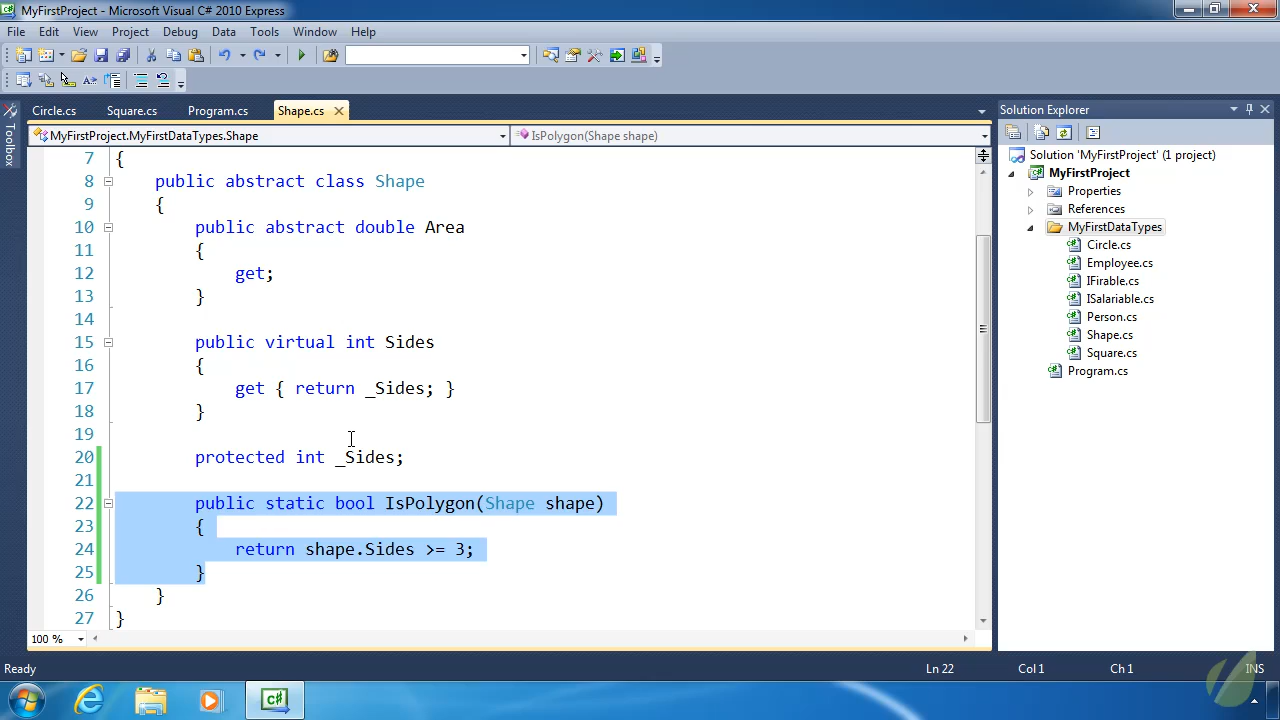 MyFirstProject - Microsoft Visual C# 2010 Express
File Edit View Project Debug Data Tools Window Help
Circle.cs Square.cs Program.cs Shape.cs
MyFirstProject.MyFirstDataTypes.Shape IsPolygon(Shape shape)
Toolbox
7 {
8 public abstract class Shape
9 {
10 public abstract double Area
11 {
12 get;
13 }
14
15 public virtual int Sides
16 {
17 get { return _Sides; }
18 }
19
20 protected int _Sides;
21
22 public static bool IsPolygon(Shape shape)
23 {
24 return shape.Sides >= 3;
25 }
26 }
27 }
100 %
Solution Explorer
Solution 'MyFirstProject' (1 project)
MyFirstProject
Properties
References
MyFirstDataTypes
Circle.cs
Employee.cs
IFirable.cs
ISalariable.cs
Person.cs
Shape.cs
Square.cs
Program.cs
Ready Ln 22 Col 1 Ch 1 INS
C#